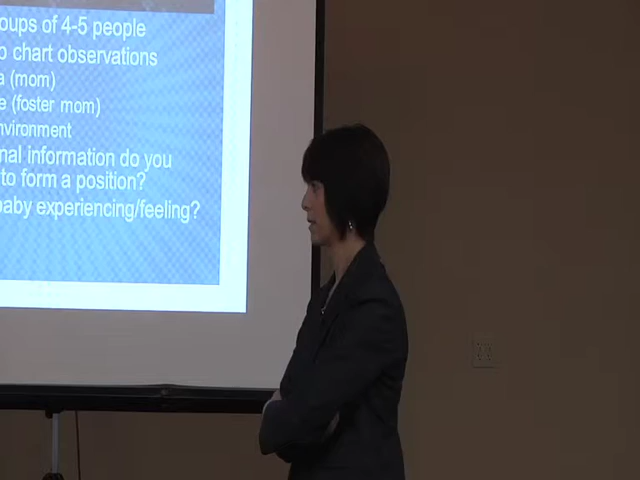 oups of 4-5 people
o chart observations
a (mom)
e (foster mom)
nvironment
nal information do you
to form a position?
baby experiencing/feeling?